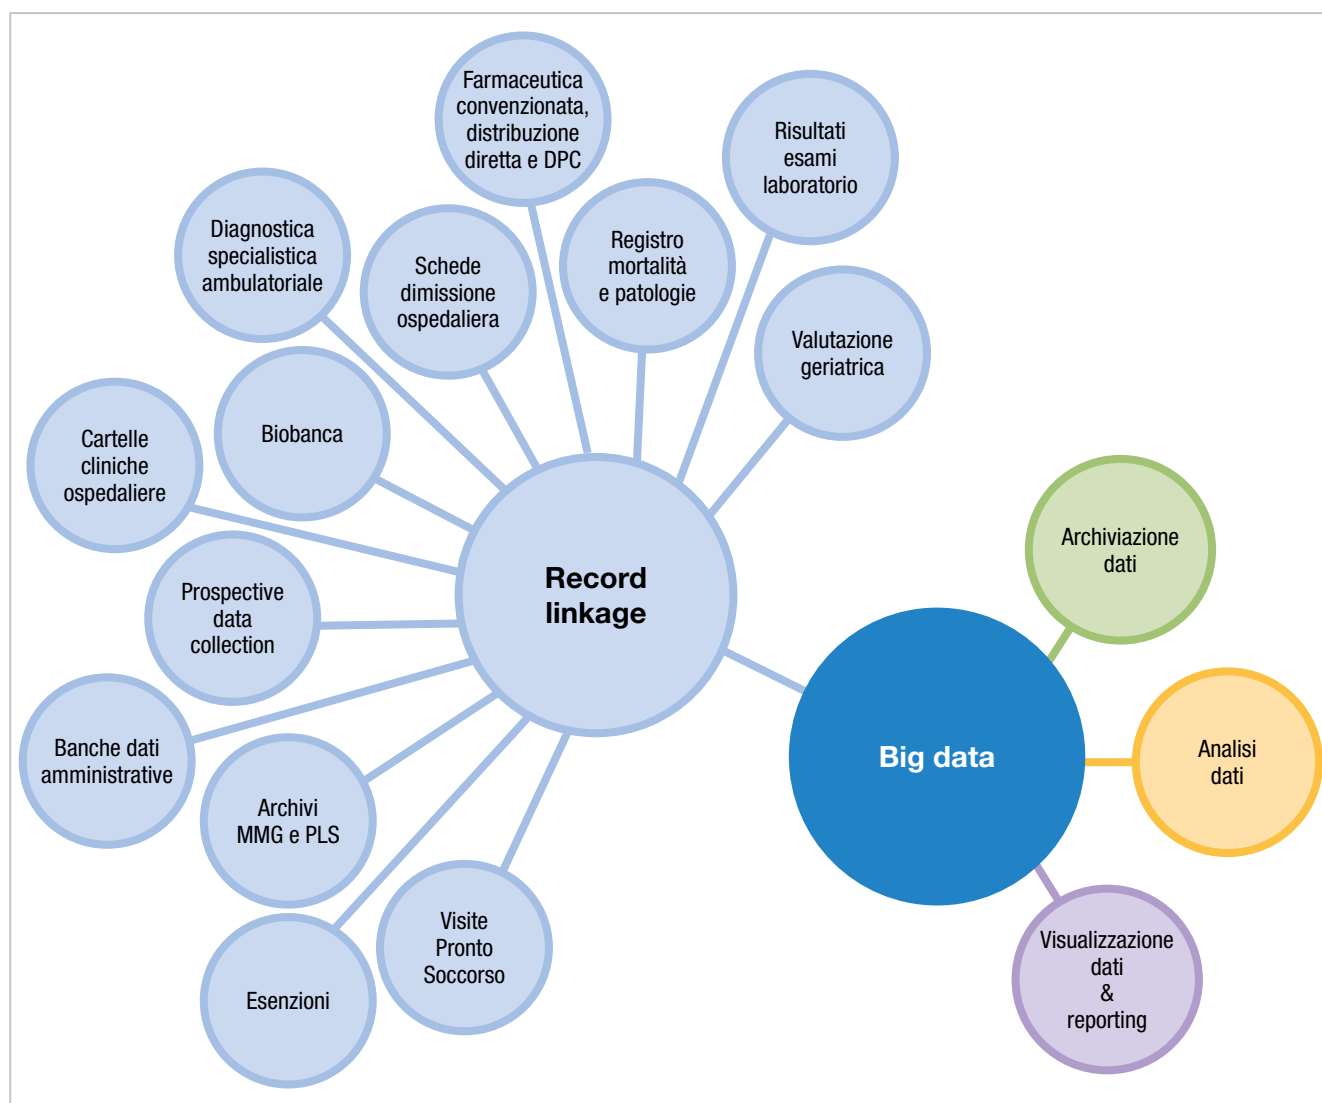 Farmaceutica
convenzionata,
distribuzione
diretta e DPC
Risultati
esami
laboratorio
Diagnostica
specialistica
ambulatoriale
Schede
dimissione
ospedaliera
Registro
mortalità
e patologie
Valutazione
geriatrica
Biobanca
Cartelle
cliniche
ospedaliere
Prospective
data
collection
Record
linkage
Archiviazione
dati
Banche dati
amministrative
Archivi
MMG e PLS
Big data
Analisi
dati
Visite
Pronto
Soccorso
Esenzioni
Visualizzazione
dati
&
reporting